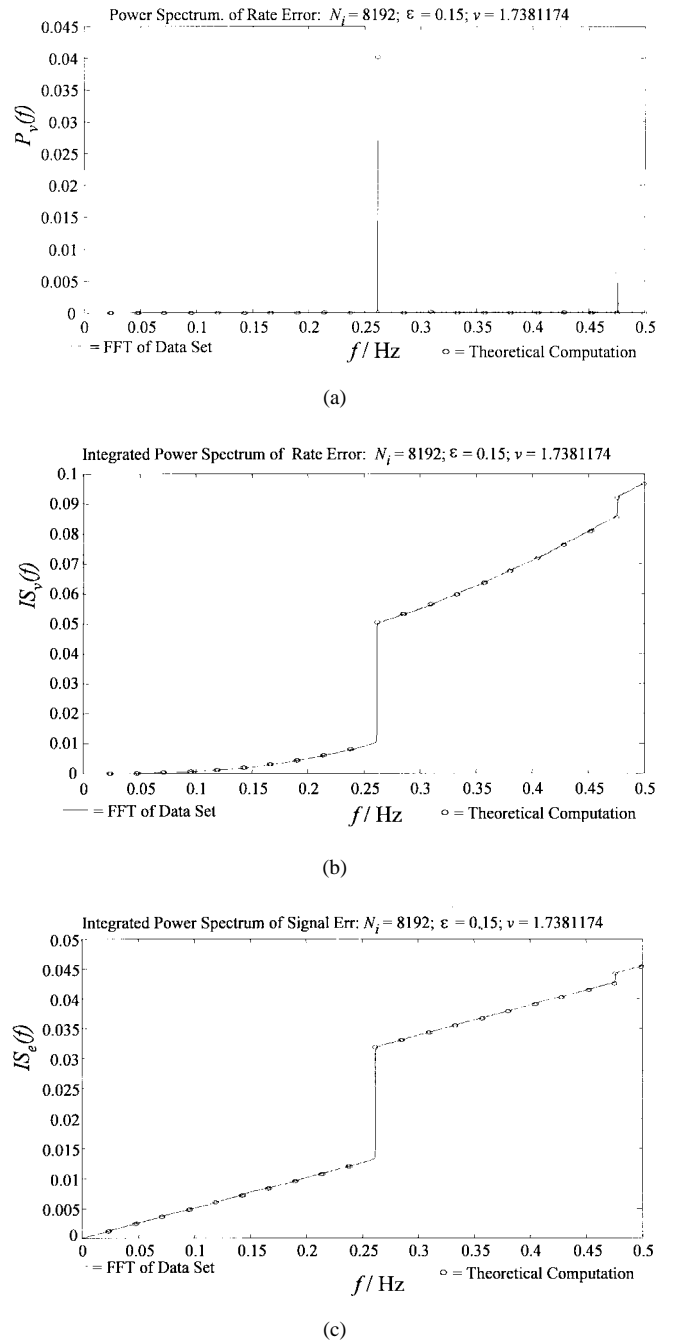 Power Spectrum. of Rate Error: Nᵢ = 8192; ε = 0.15; ν = 1.7381174
0.045
0.04
0.035
0.03
0.025
0.02
0.015
0.01
0.005
0
P_v(f)
0 0.05 0.1 0.15 0.2 0.25 0.3 0.35 0.4 0.45 0.5
= FFT of Data Set
f / Hz
o = Theoretical Computation
(a)
Integrated Power Spectrum of Rate Error: Nᵢ = 8192; ε = 0.15; ν = 1.7381174
0.1
0.09
0.08
0.07
0.06
0.05
0.04
0.03
0.02
0.01
0
IS_v(f)
0 0.05 0.1 0.15 0.2 0.25 0.3 0.35 0.4 0.45 0.5
— = FFT of Data Set
f / Hz
o = Theoretical Computation
(b)
Integrated Power Spectrum of Signal Err: Nᵢ = 8192; ε = 0.15; ν = 1.7381174
0.05
0.045
0.04
0.035
0.03
0.025
0.02
0.015
0.01
0.005
0
IS_e(f)
0 0.05 0.1 0.15 0.2 0.25 0.3 0.35 0.4 0.45 0.5
= FFT of Data Set
f / Hz
o = Theoretical Computation
(c)